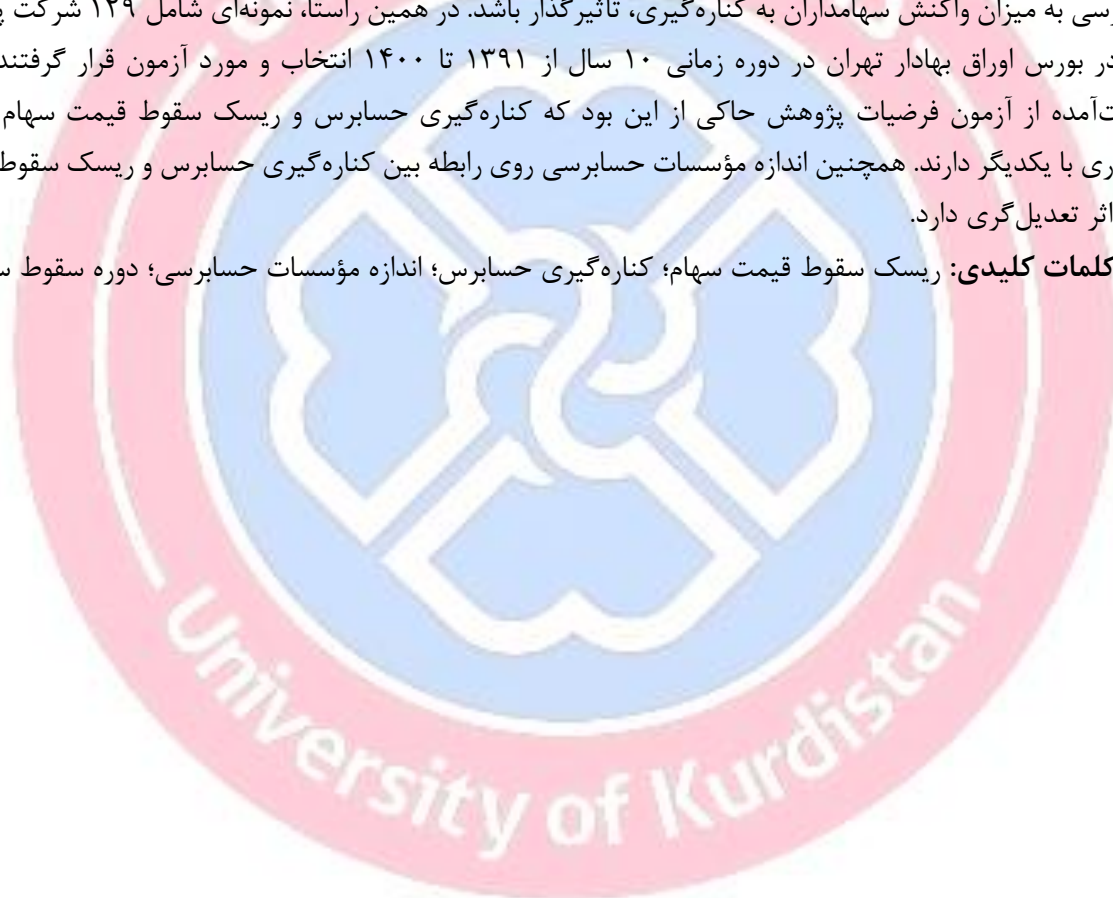 رسی به میزان واکنش سهامداران به کناره‌گیری، تاثیرگذار باشد. در همین راستا، نمونه‌ای شامل ۱۲۹ شرکت
در بورس اوراق بهادار تهران در دوره زمانی ۱۰ سال از ۱۳۹۱ تا ۱۴۰۰ انتخاب و مورد آزمون قرار گرفتند
ت‌آمده از آزمون فرضیات پژوهش حاکی از این بود که کناره‌گیری حسابرس و ریسک سقوط قیمت سهام
ری با یکدیگر دارند. همچنین اندازه مؤسسات حسابرسی روی رابطه بین کناره‌گیری حسابرس و ریسک سقوط
اثر تعدیل‌گری دارد.
کلمات کلیدی: ریسک سقوط قیمت سهام؛ کناره‌گیری حسابرس؛ اندازه مؤسسات حسابرسی؛ دوره سقوط
University of Kurdistan